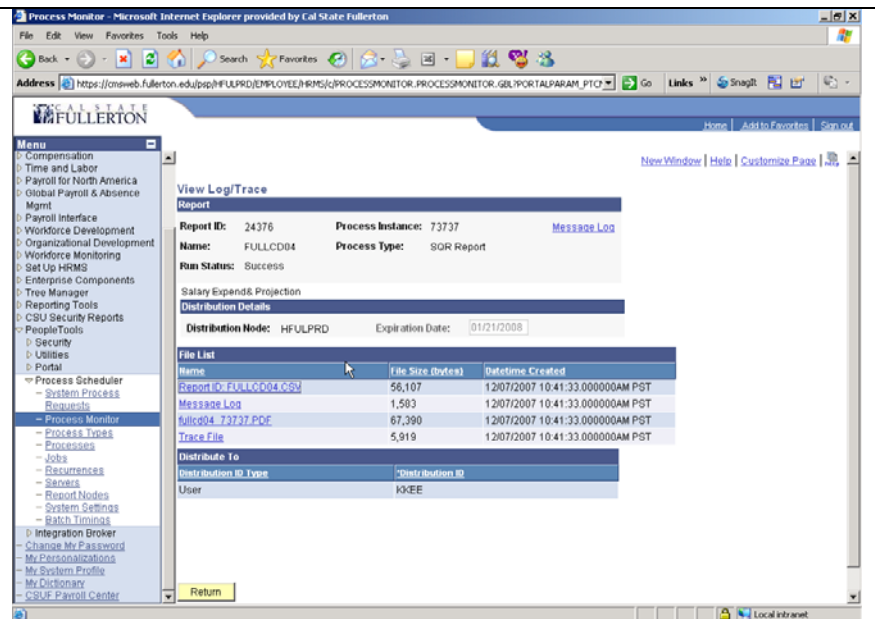 Process Monitor - Microsoft Internet Explorer provided by Cal State Fullerton
File Edit View Favorites Tools Help
Back Search Favorites
Address https://cmsweb.fullerton.edu/psp/HFULPRD/EMPLOYEE/HRMS/c/PROCESSMONITOR.PROCESSMONITOR.GBL?PORTALPARAM_PTC Go Links » SnagIt
CAL STATE
FULLERTON
Home Add to Favorites Sign out
Menu
Compensation
Time and Labor
Payroll for North America
Global Payroll & Absence
Mgmt
Payroll Interface
Workforce Development
Organizational Development
Workforce Monitoring
Set Up HRMS
Enterprise Components
Tree Manager
Reporting Tools
CSU Security Reports
PeopleTools
Security
Utilities
Portal
Process Scheduler
– System Process
Requests
– Process Monitor
– Process Types
– Processes
– Jobs
– Recurrences
– Servers
– Report Nodes
– System Settings
– Batch Timings
Integration Broker
– Change My Password
– My Personalizations
– My System Profile
– My Dictionary
– CSUF Payroll Center
New Window | Help | Customize Page |
View Log/Trace
Report
Report ID: 24376 Process Instance: 73737 Message Log
Name: FULLCD04 Process Type: SQR Report
Run Status: Success
Salary Expend& Projection
Distribution Details
Distribution Node: HFULPRD Expiration Date: 01/21/2008
File List
Name File Size (bytes) Datetime Created
Report ID: FULLCD04.CSV 56,107 12/07/2007 10:41:33.000000AM PST
Message Log 1,583 12/07/2007 10:41:33.000000AM PST
fullcd04_73737.PDF 67,390 12/07/2007 10:41:33.000000AM PST
Trace File 5,919 12/07/2007 10:41:33.000000AM PST
Distribute To
Distribution ID Type *Distribution ID
User KKEE
Return
Local intranet